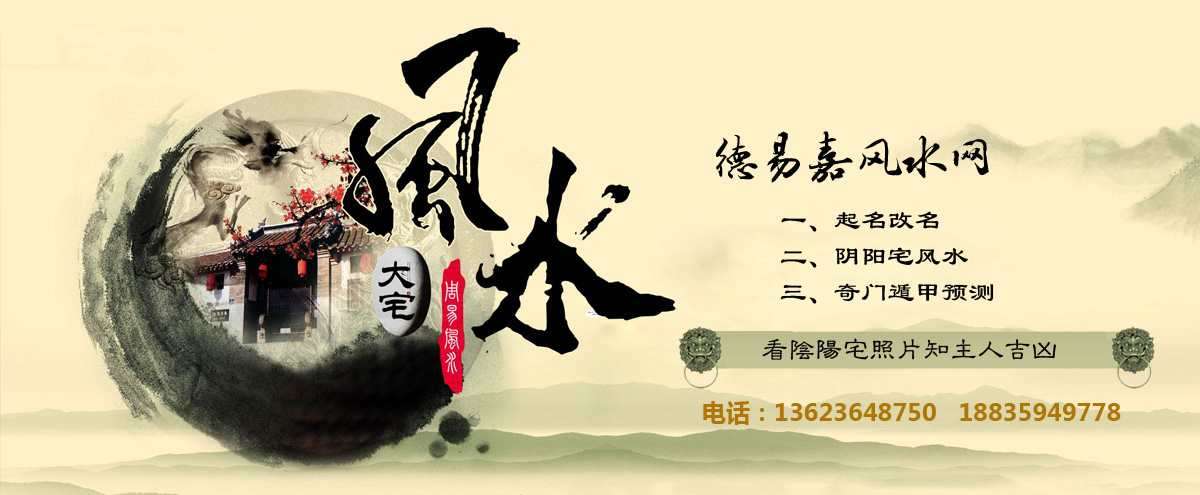 風水
大宅
周易風水
德易嘉风水网
一、起名改名
二、阴阳宅风水
三、奇门遁甲预测
看陰陽宅照片知主人吉凶
电话：13623648750 18835949778